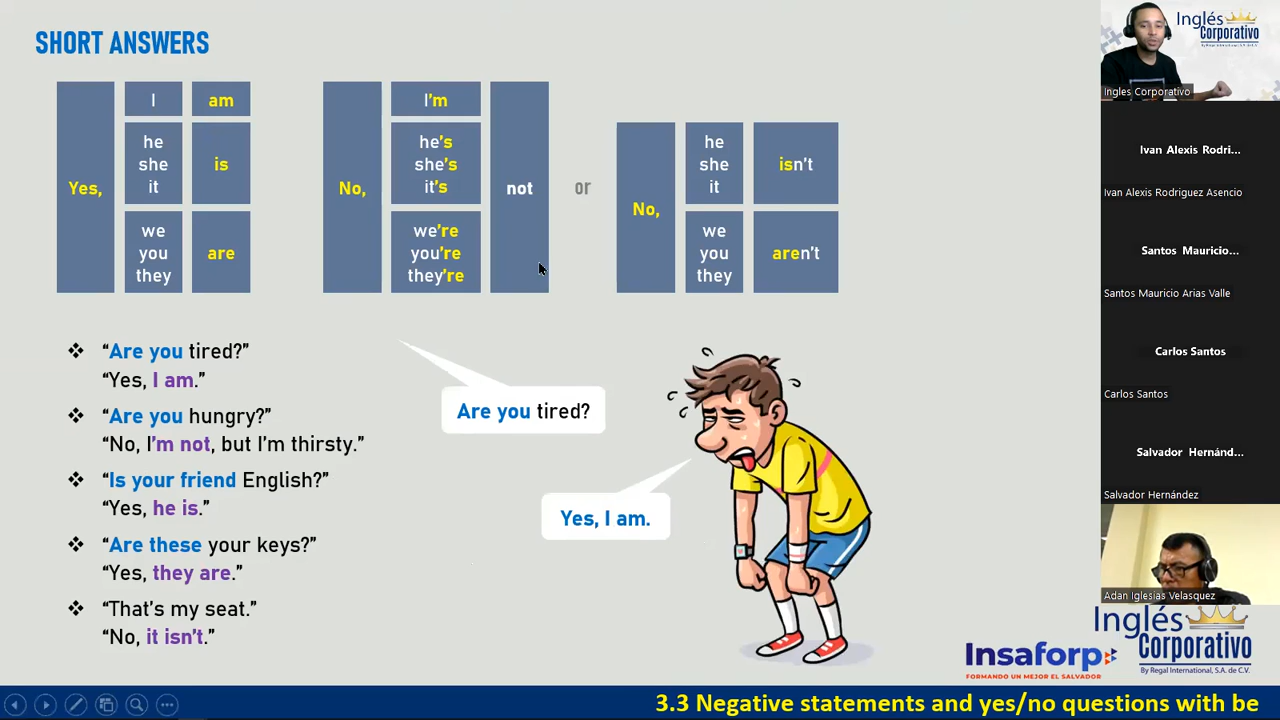 SHORT ANSWERS
Yes,
I
am
he
she
it
is
we
you
they
are
No,
I'm
he's
she's
it's
we're
you're
they're
not
or
No,
he
she
it
isn't
we
you
they
aren't
❖ "Are you tired?"
"Yes, I am."
❖ "Are you hungry?"
"No, I'm not, but I'm thirsty."
❖ "Is your friend English?"
"Yes, he is."
❖ "Are these your keys?"
"Yes, they are."
❖ "That's my seat."
"No, it isn't."
Are you tired?
Yes, I am.
Inglés
Corporativo
By Regal International, S.A. de C.V.
Ingles Corporativo
Ivan Alexis Rodri...
Ivan Alexis Rodriguez Asencio
Santos Mauricio...
Santos Mauricio Arias Valle
Carlos Santos
Carlos Santos
Salvador Hernánd...
Salvador Hernández
Adan Iglesias Velasquez
Insaforp
FORMANDO UN MEJOR EL SALVADOR
Inglés
Corporativo
By Regal International, S.A. de C.V.
3.3 Negative statements and yes/no questions with be